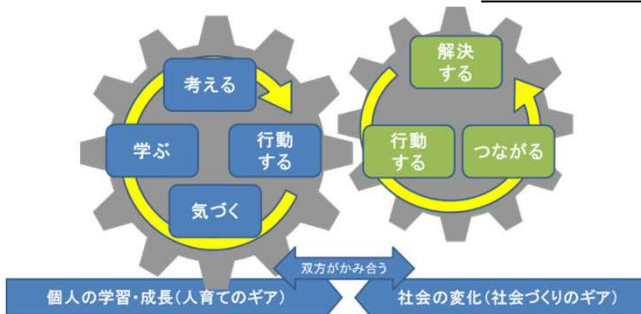 考える
学ぶ
行動
する
気づく
解決
する
行動
する
つながる
双方がかみ合う
個人の学習・成長(人育てのギア)
社会の変化(社会づくりのギア)